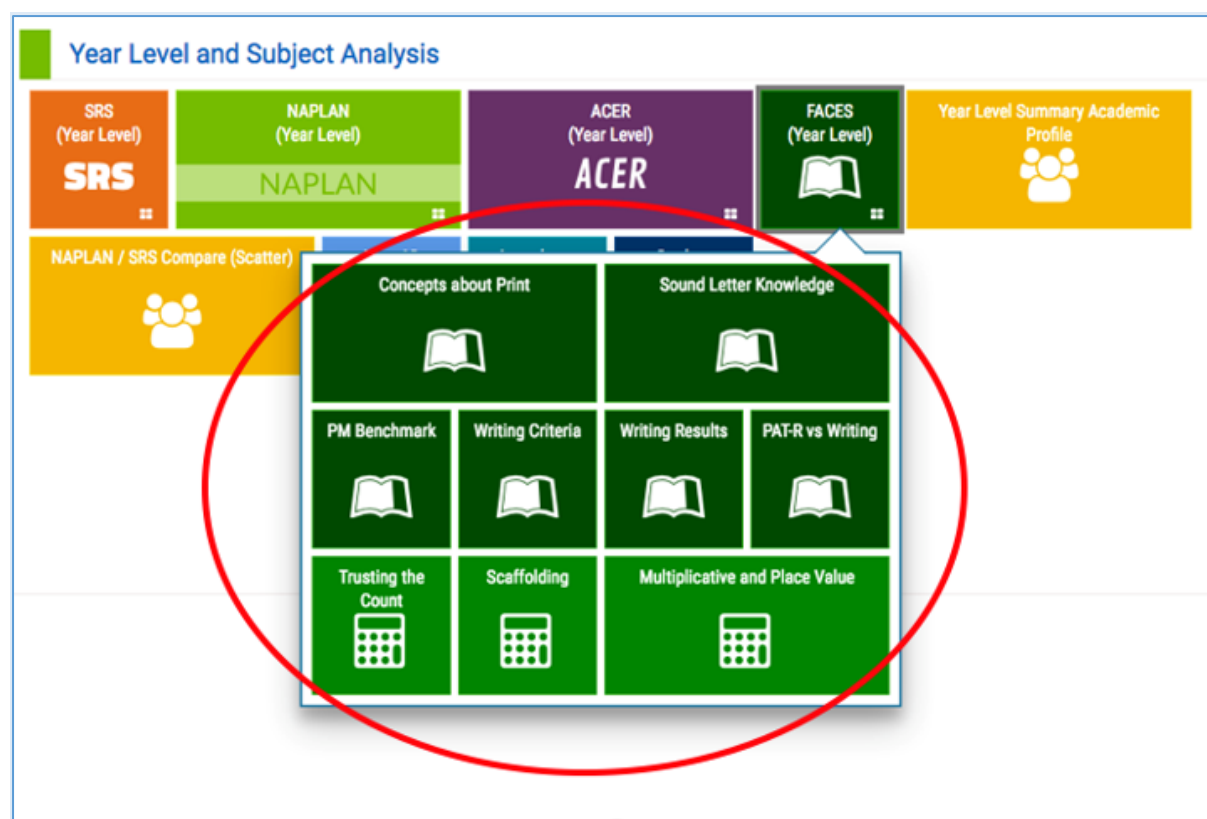 Year Level and Subject Analysis
SRS
(Year Level)
SRS
NAPLAN
(Year Level)
NAPLAN
ACER
(Year Level)
ACER
FACES
(Year Level)
Year Level Summary Academic
Profile
NAPLAN / SRS Compare (Scatter)
Concepts about Print
Sound Letter Knowledge
PM Benchmark
Writing Criteria
Writing Results
PAT-R vs Writing
Trusting the
Count
Scaffolding
Multiplicative and Place Value